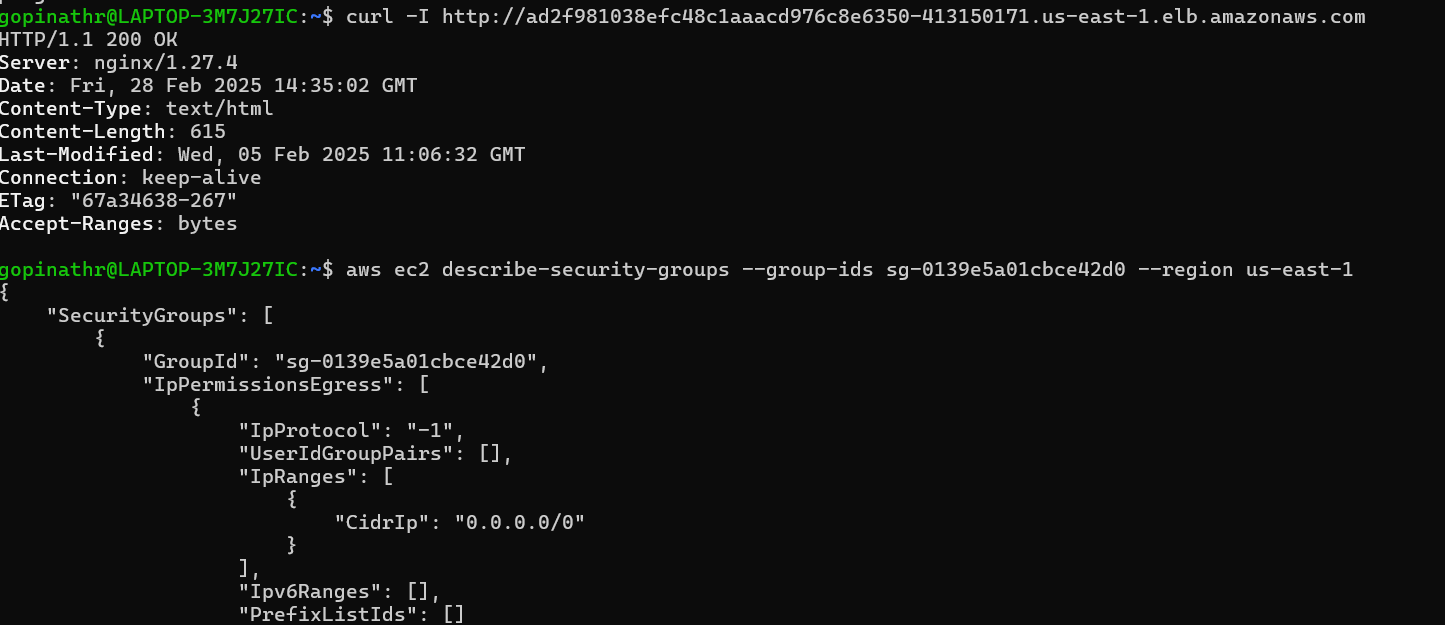 gopinathr@LAPTOP-3M7J27IC:~$ curl -I http://ad2f981038efc48c1aaacd976c8e6350-413150171.us-east-1.elb.amazonaws.com
HTTP/1.1 200 OK
Server: nginx/1.27.4
Date: Fri, 28 Feb 2025 14:35:02 GMT
Content-Type: text/html
Content-Length: 615
Last-Modified: Wed, 05 Feb 2025 11:06:32 GMT
Connection: keep-alive
ETag: "67a34638-267"
Accept-Ranges: bytes

gopinathr@LAPTOP-3M7J27IC:~$ aws ec2 describe-security-groups --group-ids sg-0139e5a01cbce42d0 --region us-east-1
{
    "SecurityGroups": [
        {
            "GroupId": "sg-0139e5a01cbce42d0",
            "IpPermissionsEgress": [
                {
                    "IpProtocol": "-1",
                    "UserIdGroupPairs": [],
                    "IpRanges": [
                        {
                            "CidrIp": "0.0.0.0/0"
                        }
                    ],
                    "Ipv6Ranges": [],
                    "PrefixListIds": []